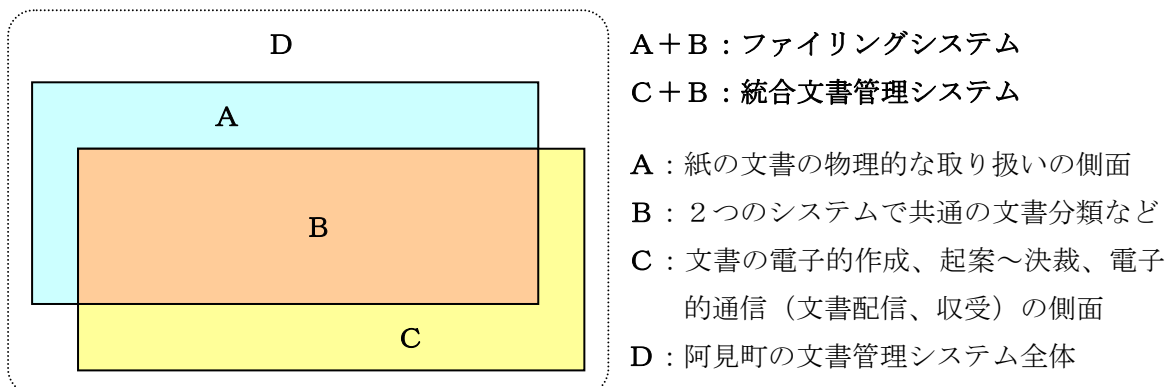 D
A
B
C
A+B:ファイリングシステム
C+B:統合文書管理システム
A:紙の文書の物理的な取り扱いの側面
B:2つのシステムで共通の文書分類など
C:文書の電子的作成、起案~決裁、電子
的通信(文書配信、収受)の側面
D:阿見町の文書管理システム全体